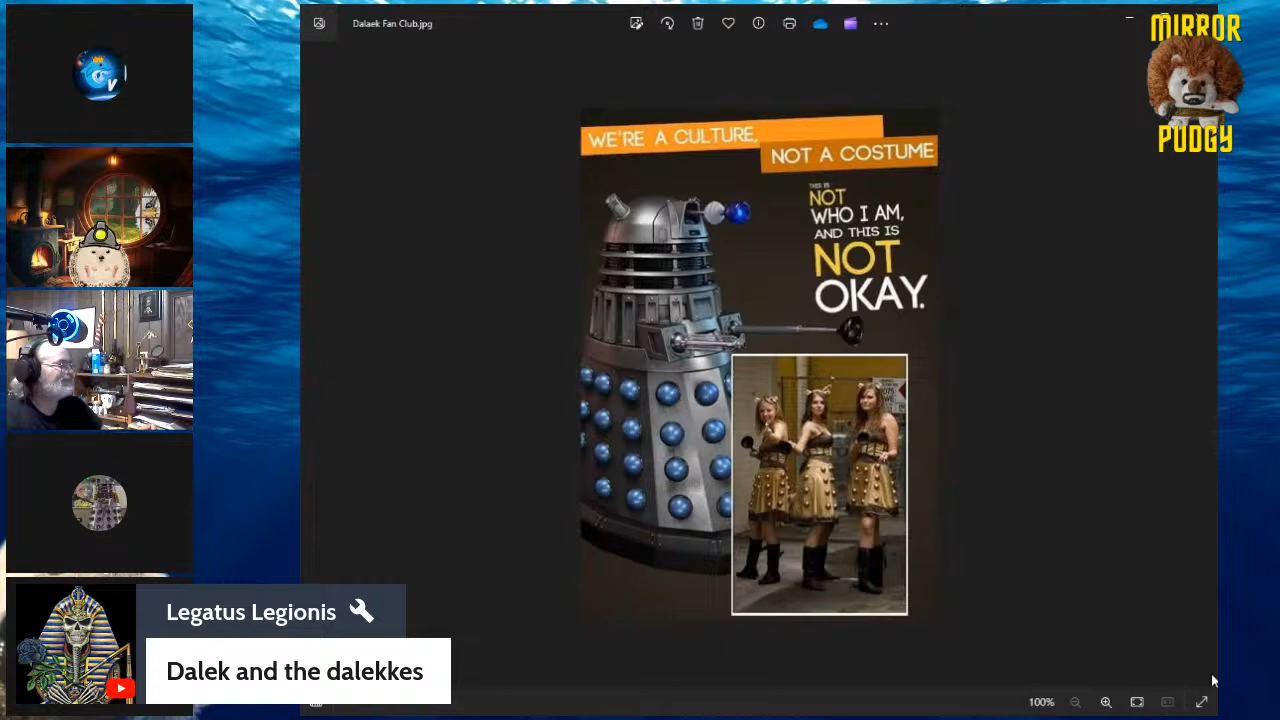 Dalaek Fan Club.jpg
MIRROR
PUDGY
V
WE'RE A CULTURE,
NOT A COSTUME
THIS IS
NOT
WHO I AM,
AND THIS IS
NOT
OKAY.
Legatus Legionis
Dalek and the dalekkes
100%